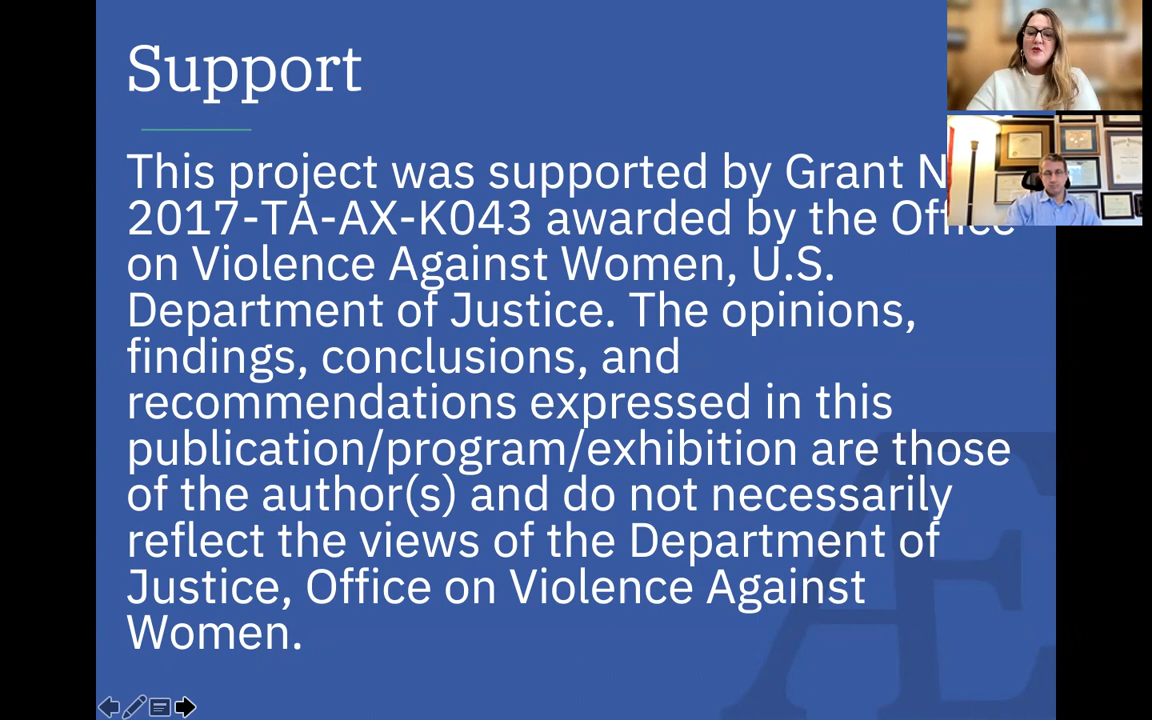 Support
This project was supported by Grant N
2017-TA-AX-K043 awarded by the Office
on Violence Against Women, U.S.
Department of Justice. The opinions,
findings, conclusions, and
recommendations expressed in this
publication/program/exhibition are those
of the author(s) and do not necessarily
reflect the views of the Department of
Justice, Office on Violence Against
Women.
Æ